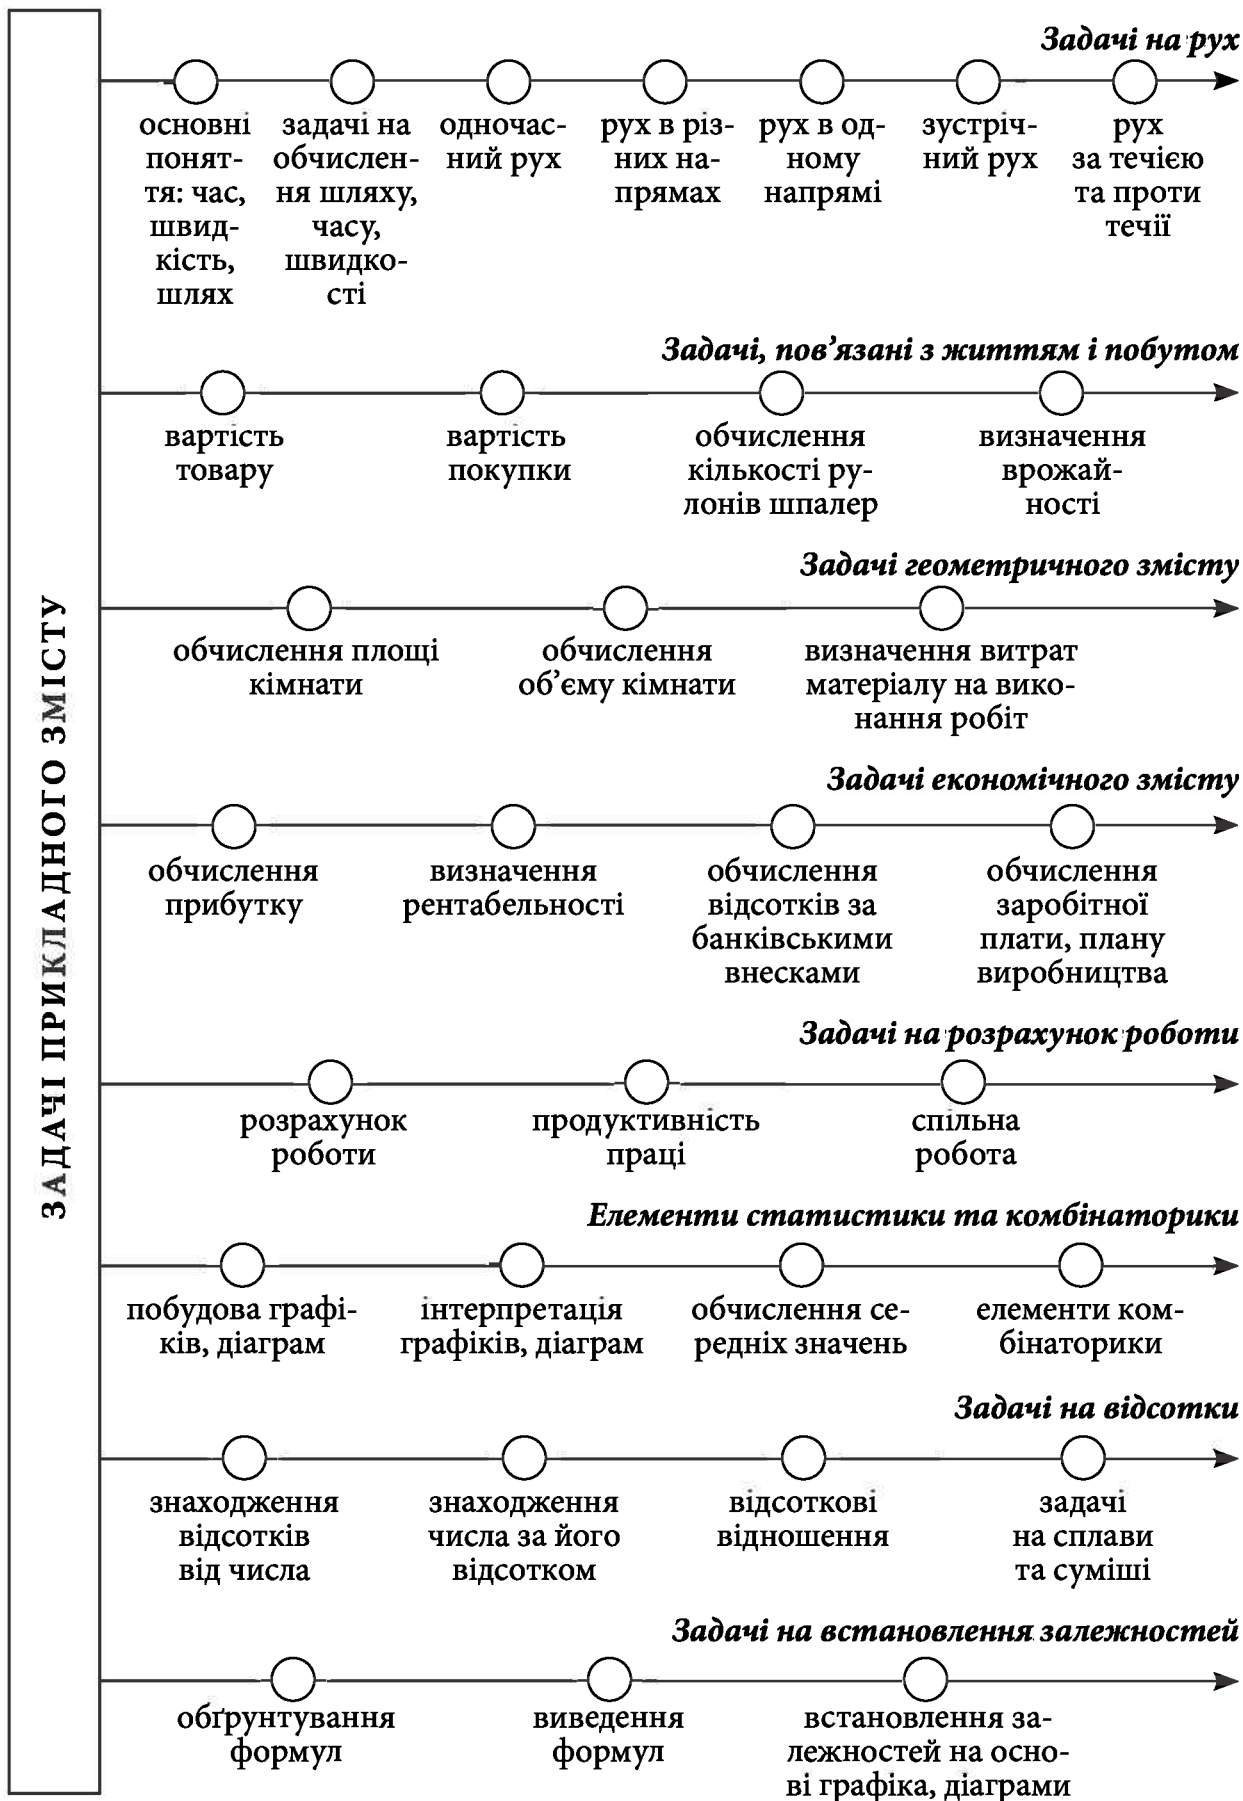 ЗАДАЧІ ПРИКЛАДНОГО ЗМІСТУ
Задачі на рух
основні
понят-
тя: час,
швид-
кість,
шлях
задачі на
обчислен-
ня шляху,
часу,
швидко-
сті
одночас-
ний рух
рух в різ-
них на-
прямах
рух в од-
ному
напрямі
зустріч-
ний рух
рух
за течією
та проти
течії
Задачі, пов’язані з життям і побутом
вартість
товару
вартість
покупки
обчислення
кількості ру-
лонів шпалер
визначення
врожай-
ності
Задачі геометричного змісту
обчислення площі
кімнати
обчислення
об’єму кімнати
визначення витрат
матеріалу на вико-
нання робіт
Задачі економічного змісту
обчислення
прибутку
визначення
рентабельності
обчислення
відсотків за
банківськими
внесками
обчислення
заробітної
плати, плану
виробництва
Задачі на розрахунок роботи
розрахунок
роботи
продуктивність
праці
спільна
робота
Елементи статистики та комбінаторики
побудова графі-
ків, діаграм
інтерпретація
графіків, діаграм
обчислення се-
редніх значень
елементи ком-
бінаторики
Задачі на відсотки
знаходження
відсотків
від числа
знаходження
числа за його
відсотком
відсоткові
відношення
задачі
на сплави
та суміші
Задачі на встановлення залежностей
обґрунтування
формул
виведення
формул
встановлення за-
лежностей на осно-
ві графіка, діаграми